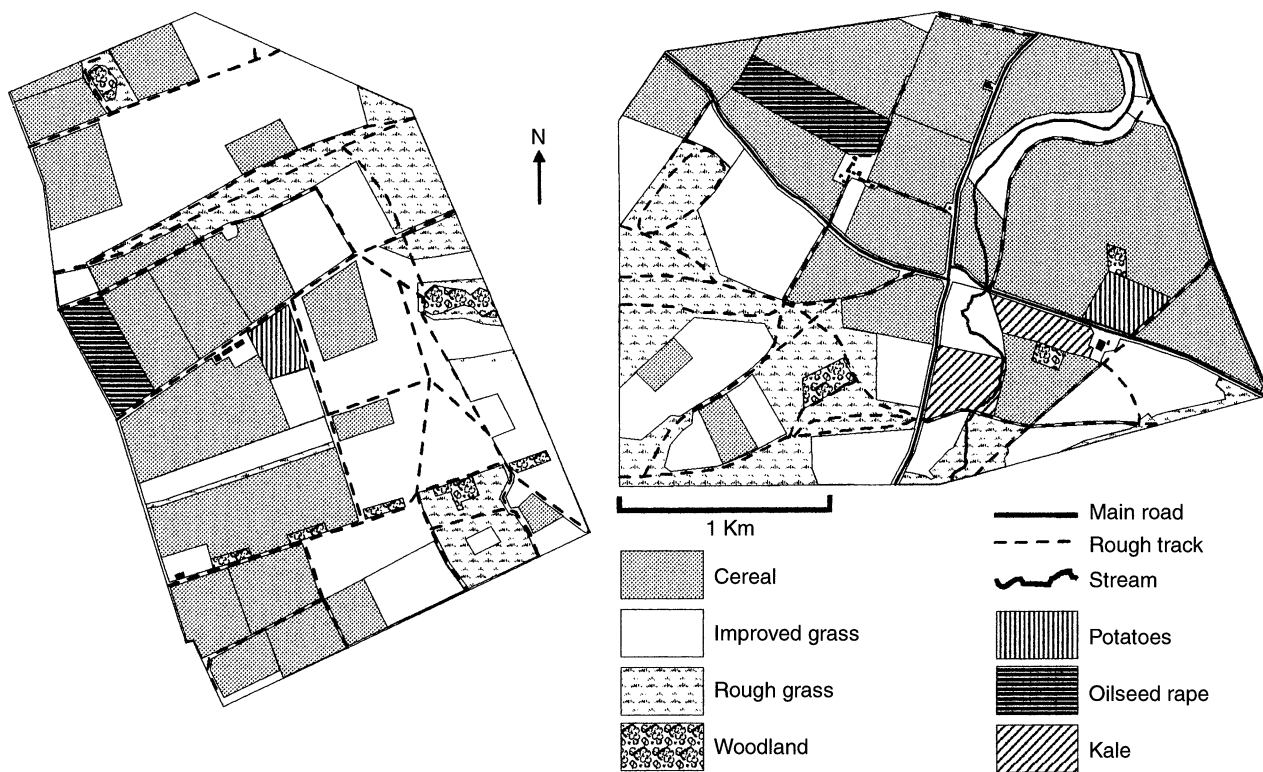 N
1 Km
Cereal
Improved grass
Rough grass
Woodland
Main road
Rough track
Stream
Potatoes
Oilseed rape
Kale